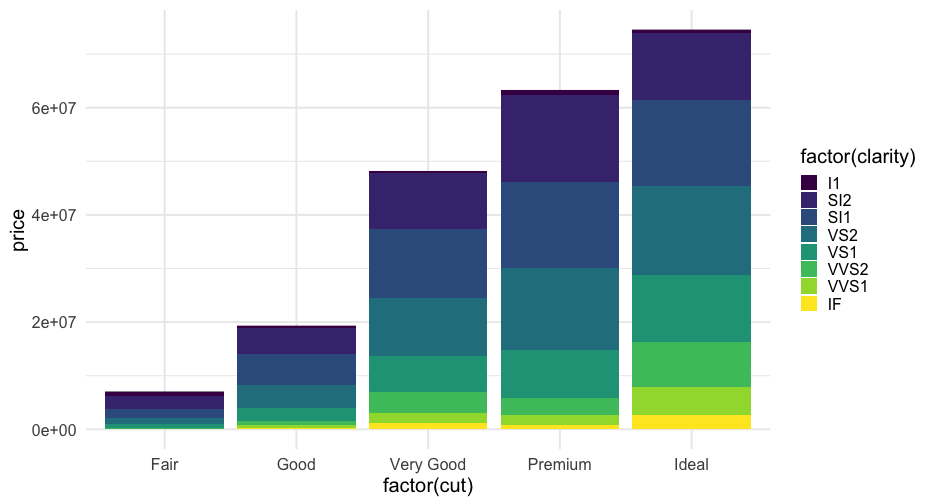 6e+07
4e+07
2e+07
0e+00
price
Fair
Good
Very Good
Premium
Ideal
factor(cut)
factor(clarity)
I1
SI2
SI1
VS2
VS1
VVS2
VVS1
IF